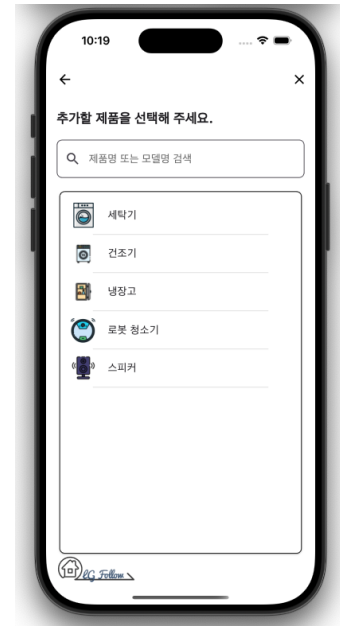 10:19
추가할 제품을 선택해 주세요.
제품명 또는 모델명 검색
세탁기
건조기
냉장고
로봇 청소기
스피커
LG Follow